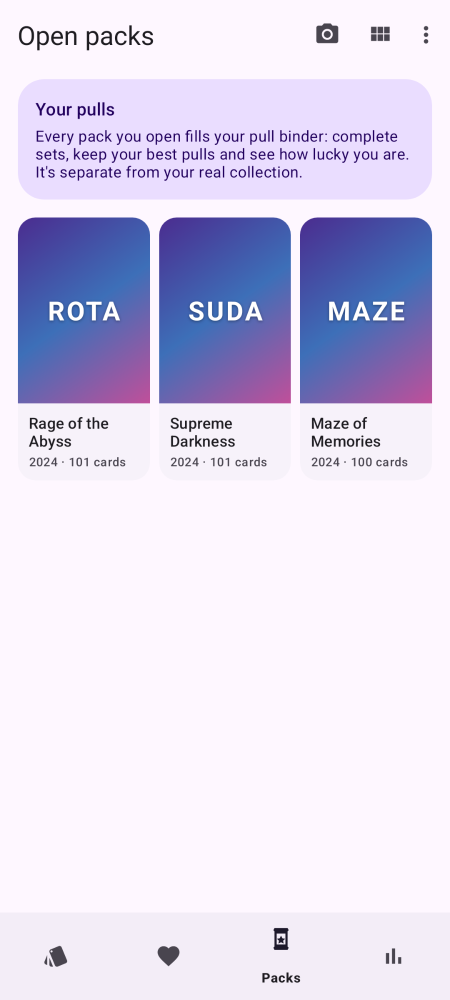 Open packs
Your pulls
Every pack you open fills your pull binder: complete
sets, keep your best pulls and see how lucky you are.
It's separate from your real collection.
ROTA
SUDA
MAZE
Rage of the
Abyss
2024 · 101 cards
Supreme
Darkness
2024 · 101 cards
Maze of
Memories
2024 · 100 cards
Packs